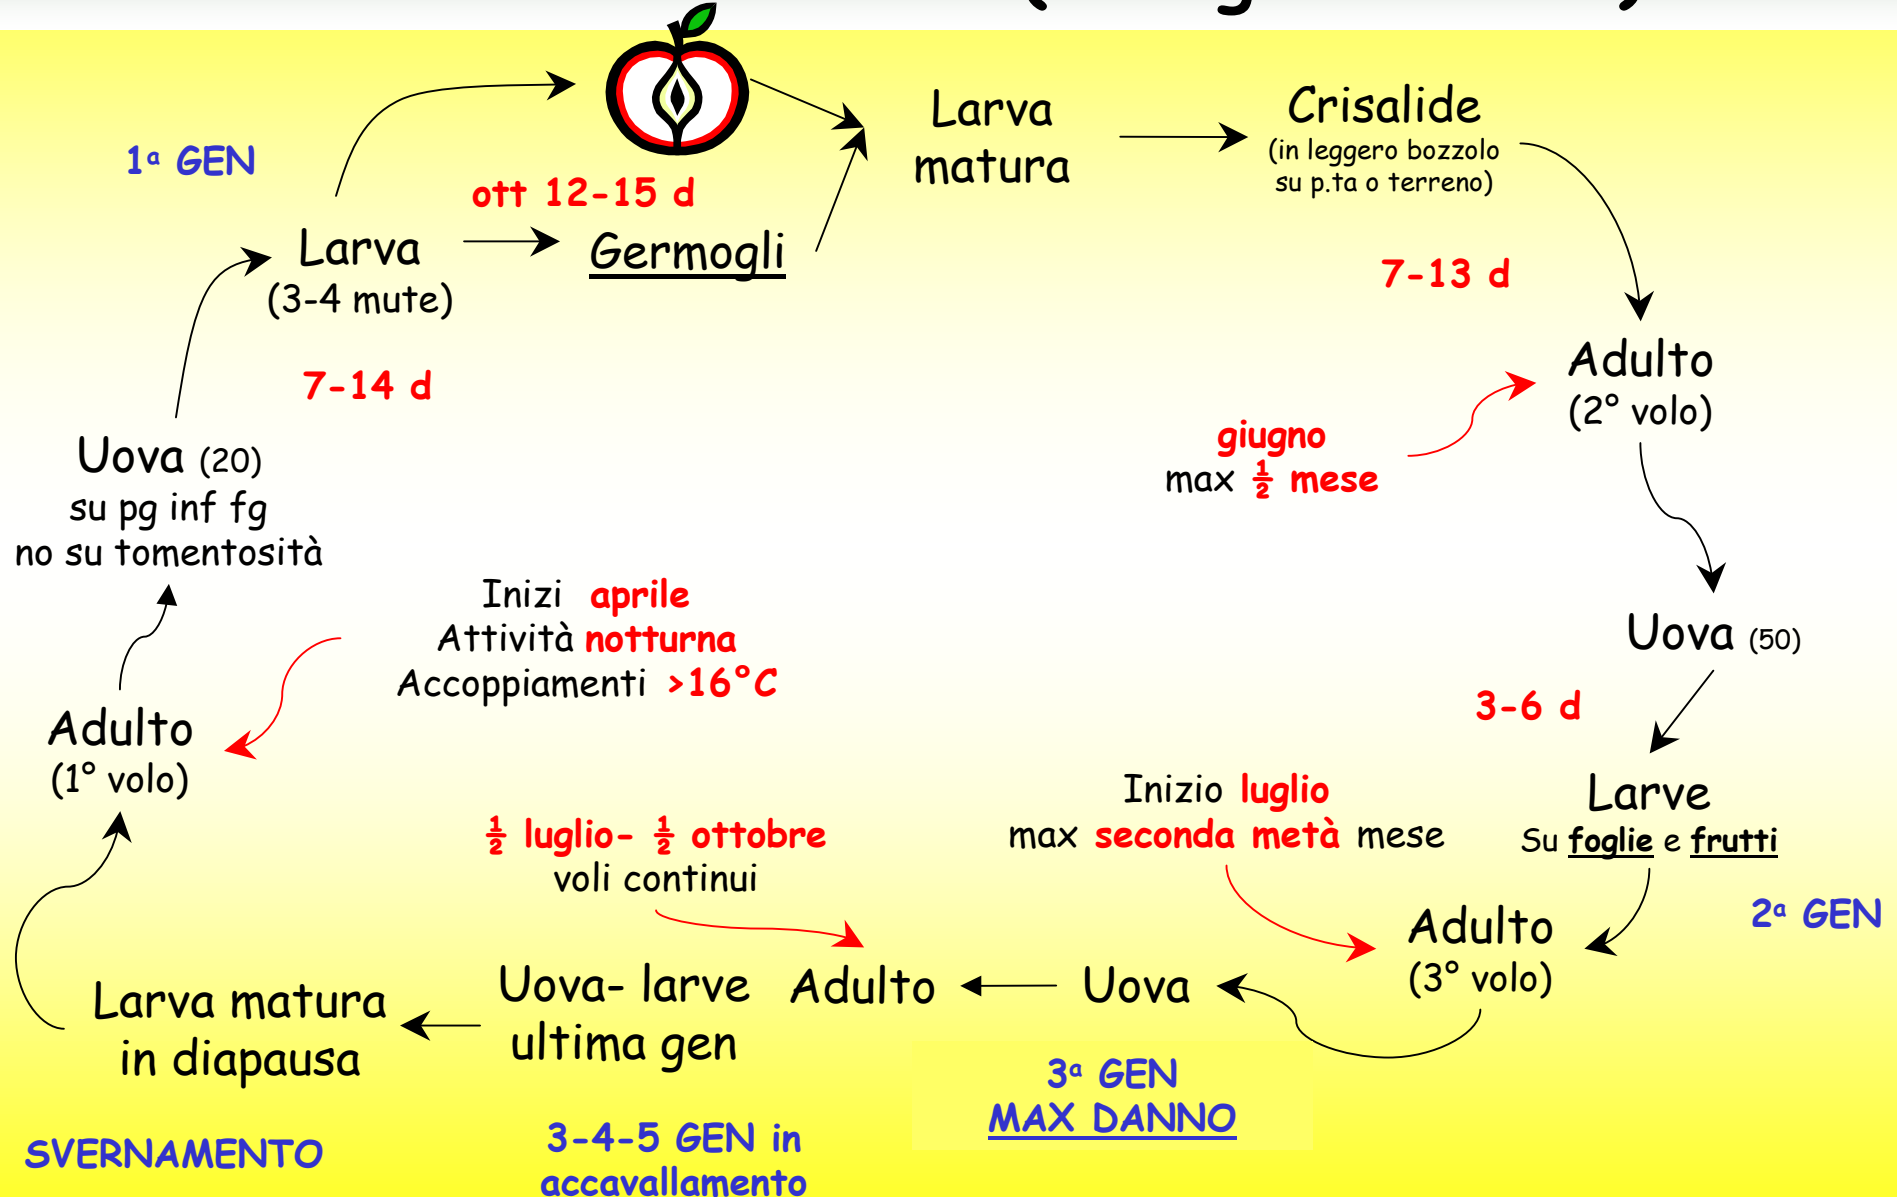 1ª GEN
ott 12-15 d
Larva
(3-4 mute)
Germogli
Larva
matura
Crisalide
(in leggero bozzolo
su p.ta o terreno)
7-13 d
7-14 d
Adulto
(2° volo)
giugno
max ½ mese
Uova (20)
su pg inf fg
no su tomentosità
Inizi aprile
Attività notturna
Accoppiamenti >16°C
Uova (50)
3-6 d
Adulto
(1° volo)
Larve
Su foglie e frutti
Inizio luglio
max seconda metà mese
½ luglio- ½ ottobre
voli continui
2ª GEN
Adulto
(3° volo)
Uova
Adulto
Uova- larve
ultima gen
Larva matura
in diapausa
3ª GEN
MAX DANNO
3-4-5 GEN in
accavallamento
SVERNAMENTO